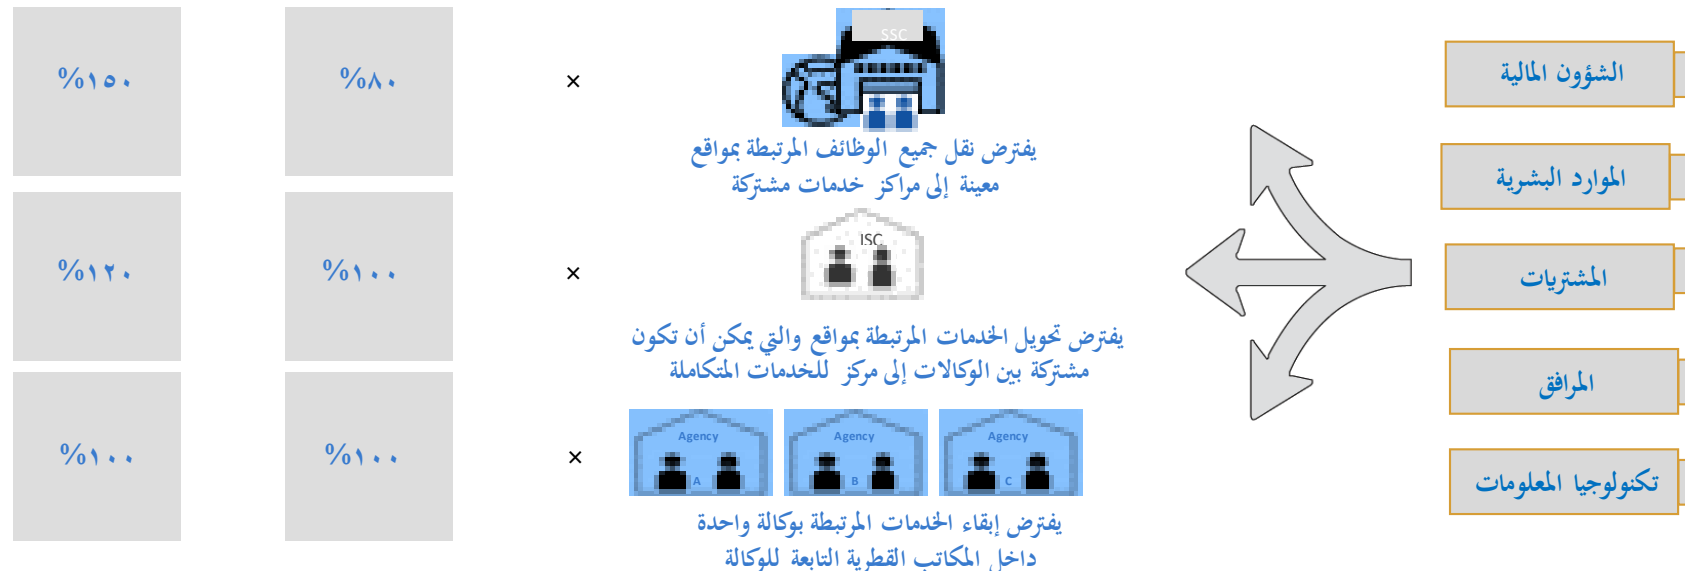 الشؤون المالية
الموارد البشرية
المشتريات
المرافق
تكنولوجيا المعلومات
SSC
يفترض نقل جميع الوظائف المرتبطة بمواقع
معينة إلى مراكز خدمات مشتركة
×
%٨٠
%١٥٠
ISC
يفترض تحويل الخدمات المرتبطة بمواقع والتي يمكن أن تكون
مشتركة بين الوكالات إلى مركز للخدمات المتكاملة
×
%١٠٠
%١٢٠
Agency
A
Agency
B
Agency
C
يفترض إبقاء الخدمات المرتبطة بوكالة واحدة
داخل المكاتب القطرية التابعة للوكالة
×
%١٠٠
%١٠٠